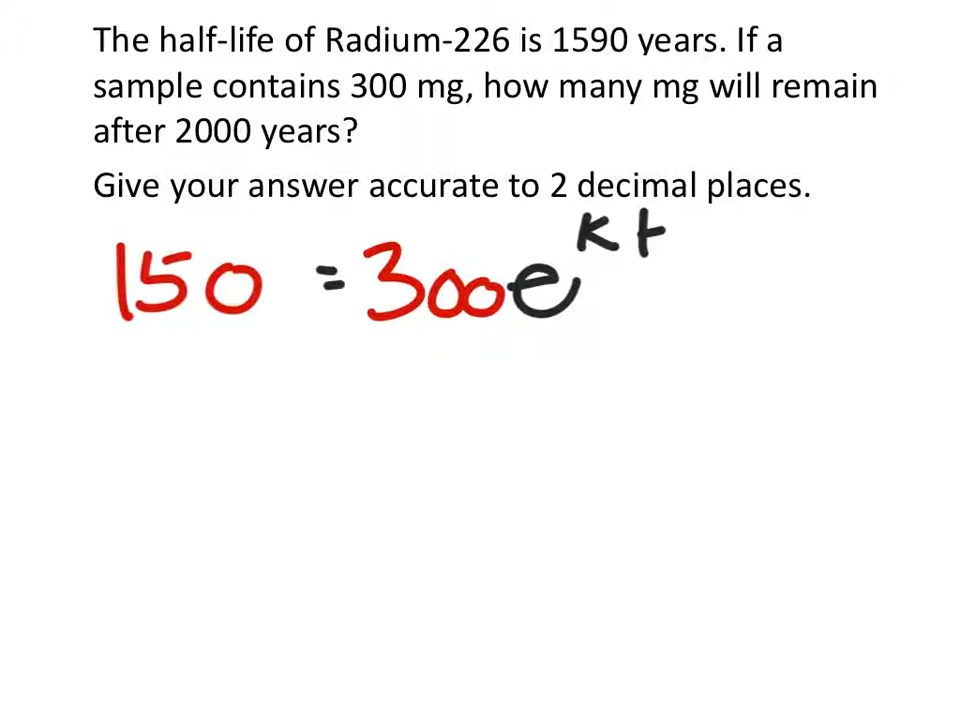 The half-life of Radium-226 is 1590 years. If a
sample contains 300 mg, how many mg will remain
after 2000 years?
Give your answer accurate to 2 decimal places.
150 = 300e^kt